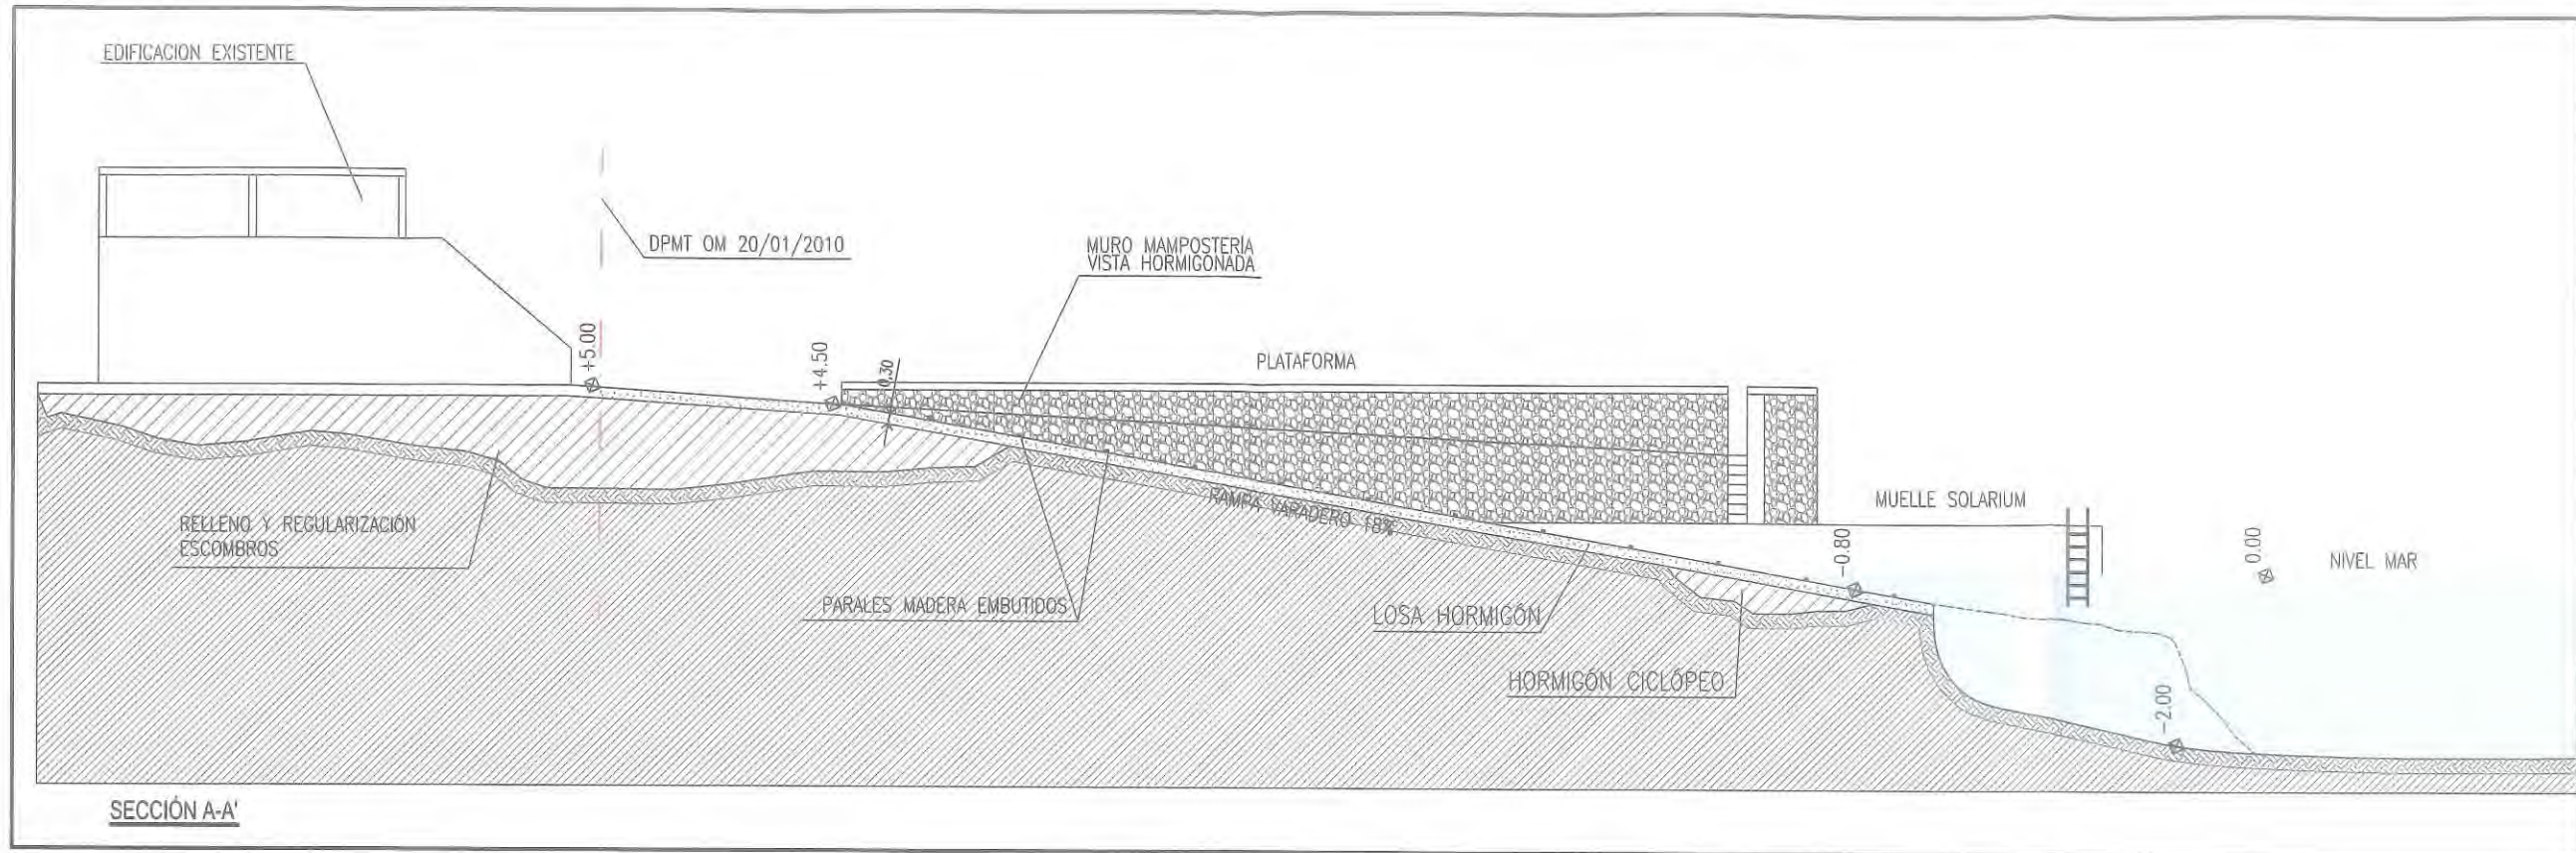 EDIFICACION EXISTENTE
DPMT OM 20/01/2010
MURO MAMPOSTERÍA
VISTA HORMIGONADA
+5.00
+4.50
0,30
PLATAFORMA
RELLENO Y REGULARIZACIÓN
ESCOMBROS
RAMPA VARADERO 18%
MUELLE SOLARIUM
-0.80
0.00
NIVEL MAR
PARALES MADERA EMBUTIDOS
LOSA HORMIGÓN
HORMIGÓN CICLÓPEO
-2.00
SECCIÓN A-A'